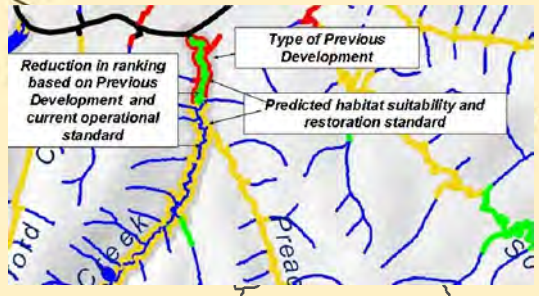 Type of Previous
Development
Reduction in ranking
based on Previous
Development and
current operational
standard
Predicted habitat suitability and
restoration standard
Creek